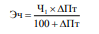 Эч = Ч₁ × ΔПт / 100 + ΔПт